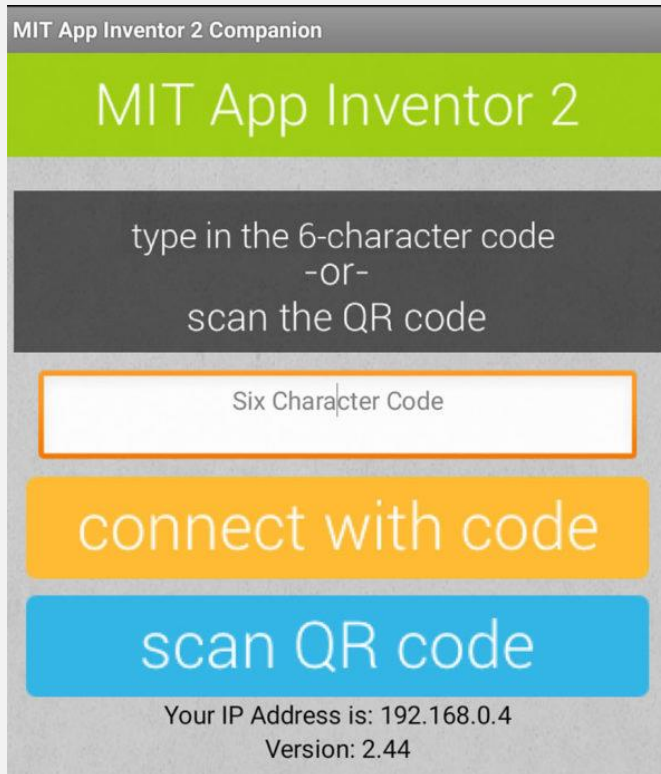 MIT App Inventor 2 Companion
MIT App Inventor 2
type in the 6-character code
-or-
scan the QR code
Six Character Code
connect with code
scan QR code
Your IP Address is: 192.168.0.4
Version: 2.44